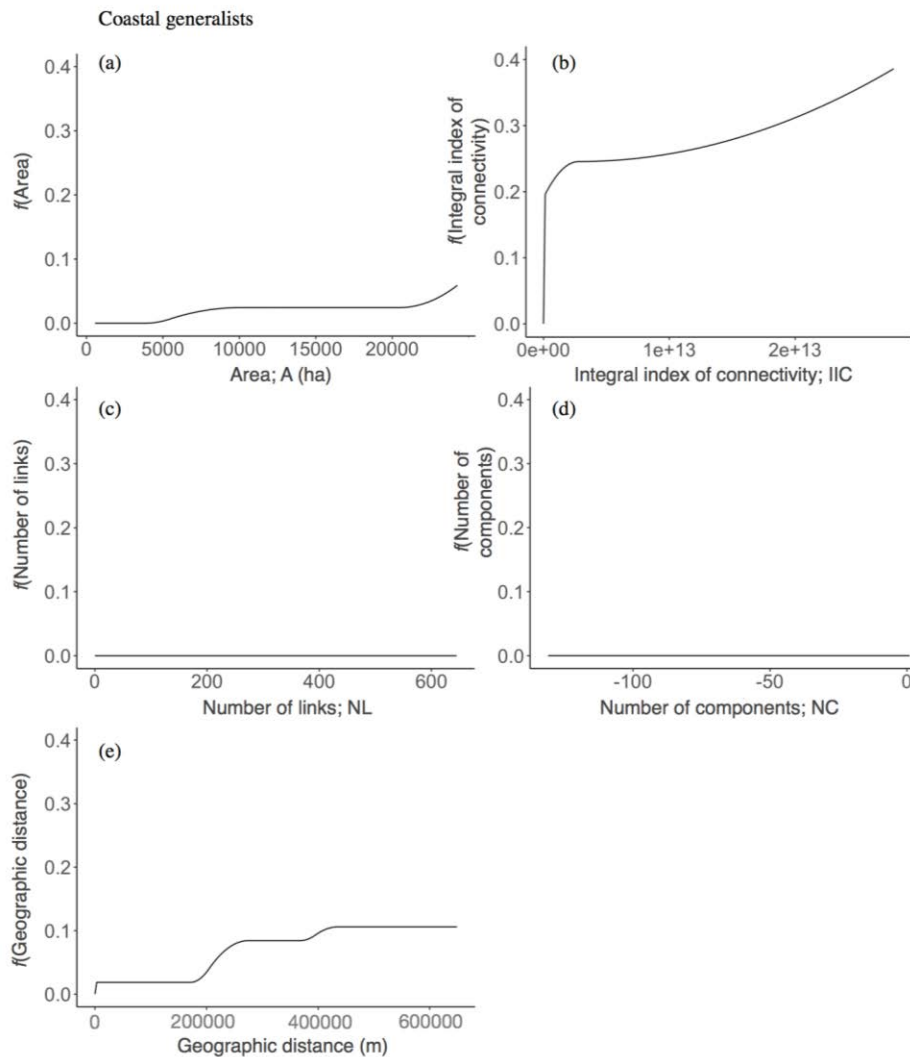 Coastal generalists
(a)
f(Area)
0.4
0.3
0.2
0.1
0.0
0 5000 10000 15000 20000
Area; A (ha)
(b)
f(Integral index of
connectivity)
0.4
0.3
0.2
0.1
0.0
0e+00 1e+13 2e+13
Integral index of connectivity; IIC
(c)
f(Number of links)
0.4
0.3
0.2
0.1
0.0
0 200 400 600
Number of links; NL
(d)
f(Number of
components)
0.4
0.3
0.2
0.1
0.0
-100 -50 0
Number of components; NC
(e)
f(Geographic distance)
0.4
0.3
0.2
0.1
0.0
0 200000 400000 600000
Geographic distance (m)